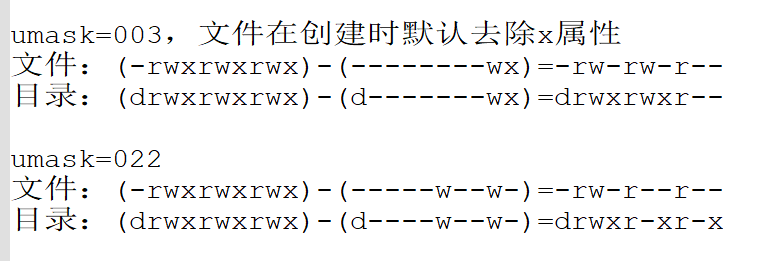 umask=003，文件在创建时默认去除x属性
文件：(-rwxrwxrwx)-(--------wx)=-rw-rw-r--
目录：(drwxrwxrwx)-(d-------wx)=drwxrwxr--
umask=022
文件：(-rwxrwxrwx)-(-----w--w-)=-rw-r--r--
目录：(drwxrwxrwx)-(d----w--w-)=drwxr-xr-x